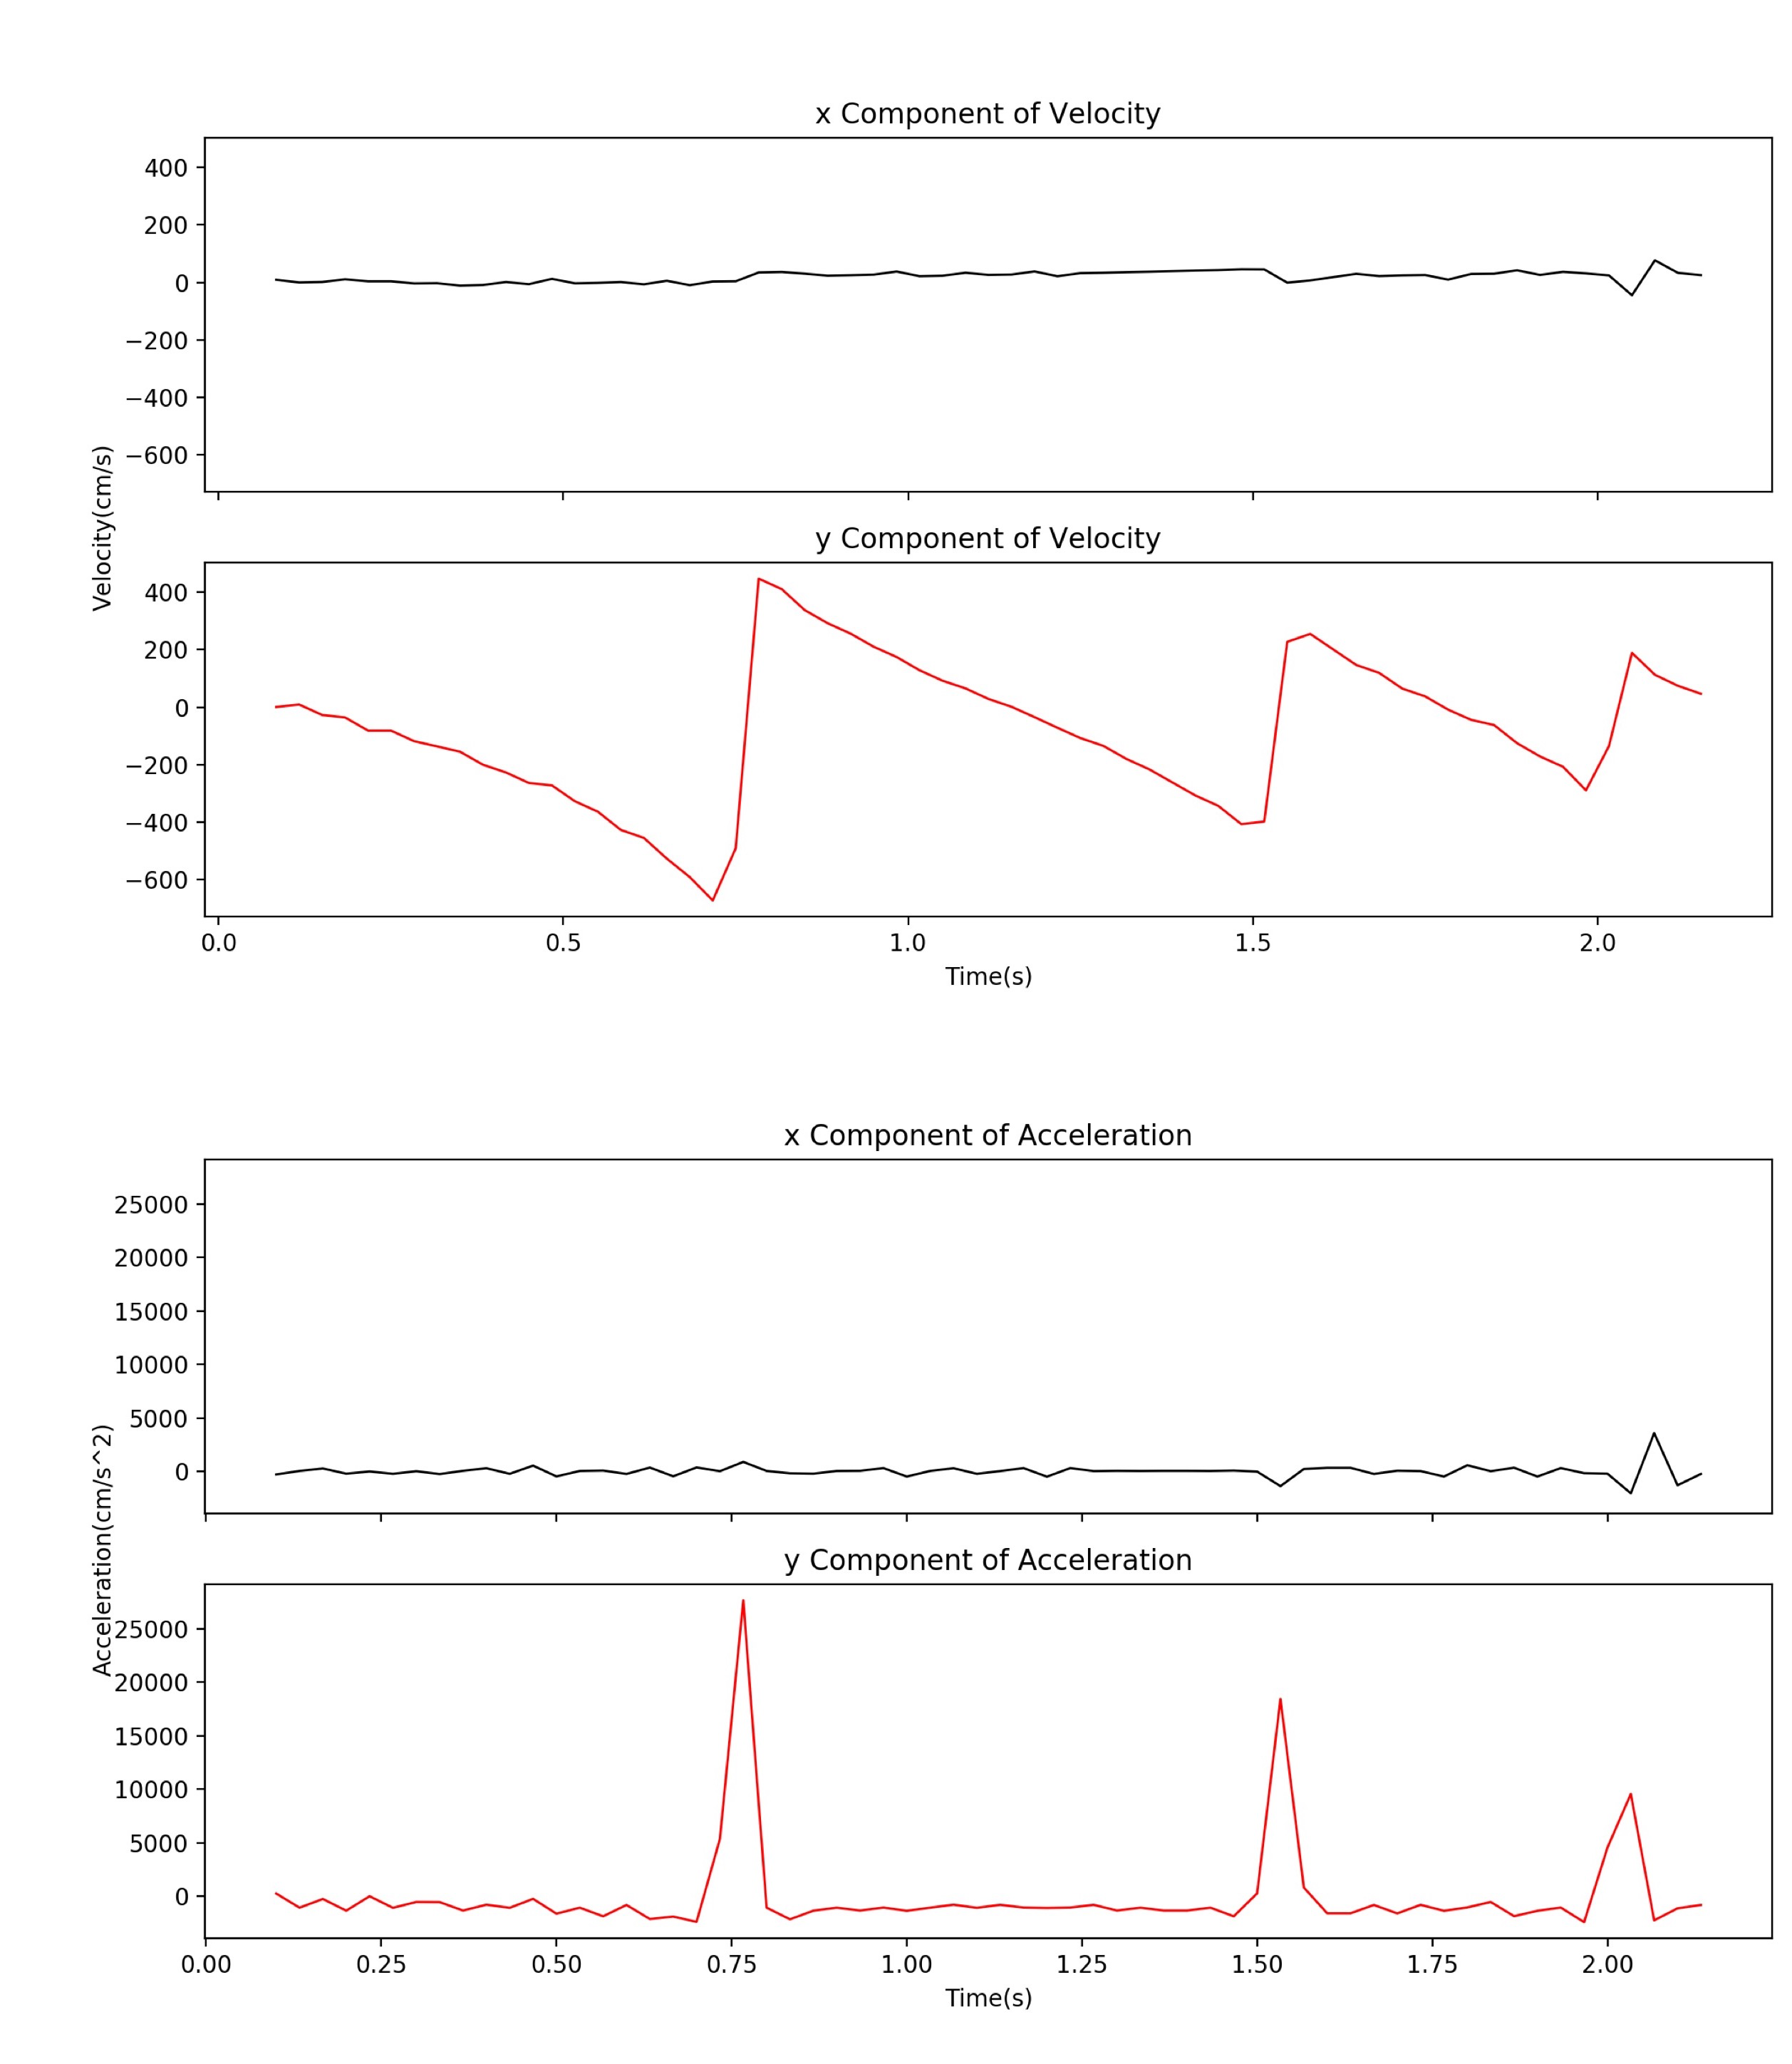 x Component of Velocity
400
200
0
−200
−400
−600
Velocity(cm/s)
y Component of Velocity
400
200
0
−200
−400
−600
0.0 0.5 1.0 1.5 2.0
Time(s)
x Component of Acceleration
25000
20000
15000
10000
5000
0
Acceleration(cm/s^2)
y Component of Acceleration
25000
20000
15000
10000
5000
0
0.00 0.25 0.50 0.75 1.00 1.25 1.50 1.75 2.00
Time(s)